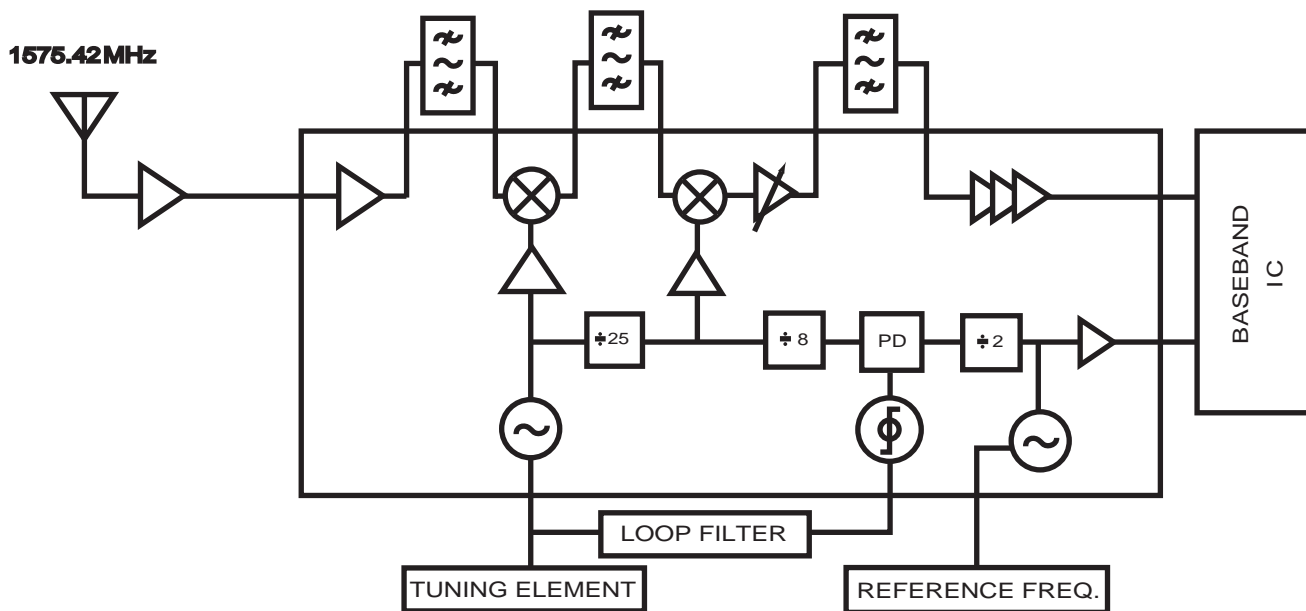 1575.42MHz
÷25
÷ 8
PD
÷2
BASEBAND
IC
LOOP FILTER
TUNING ELEMENT
REFERENCE FREQ.